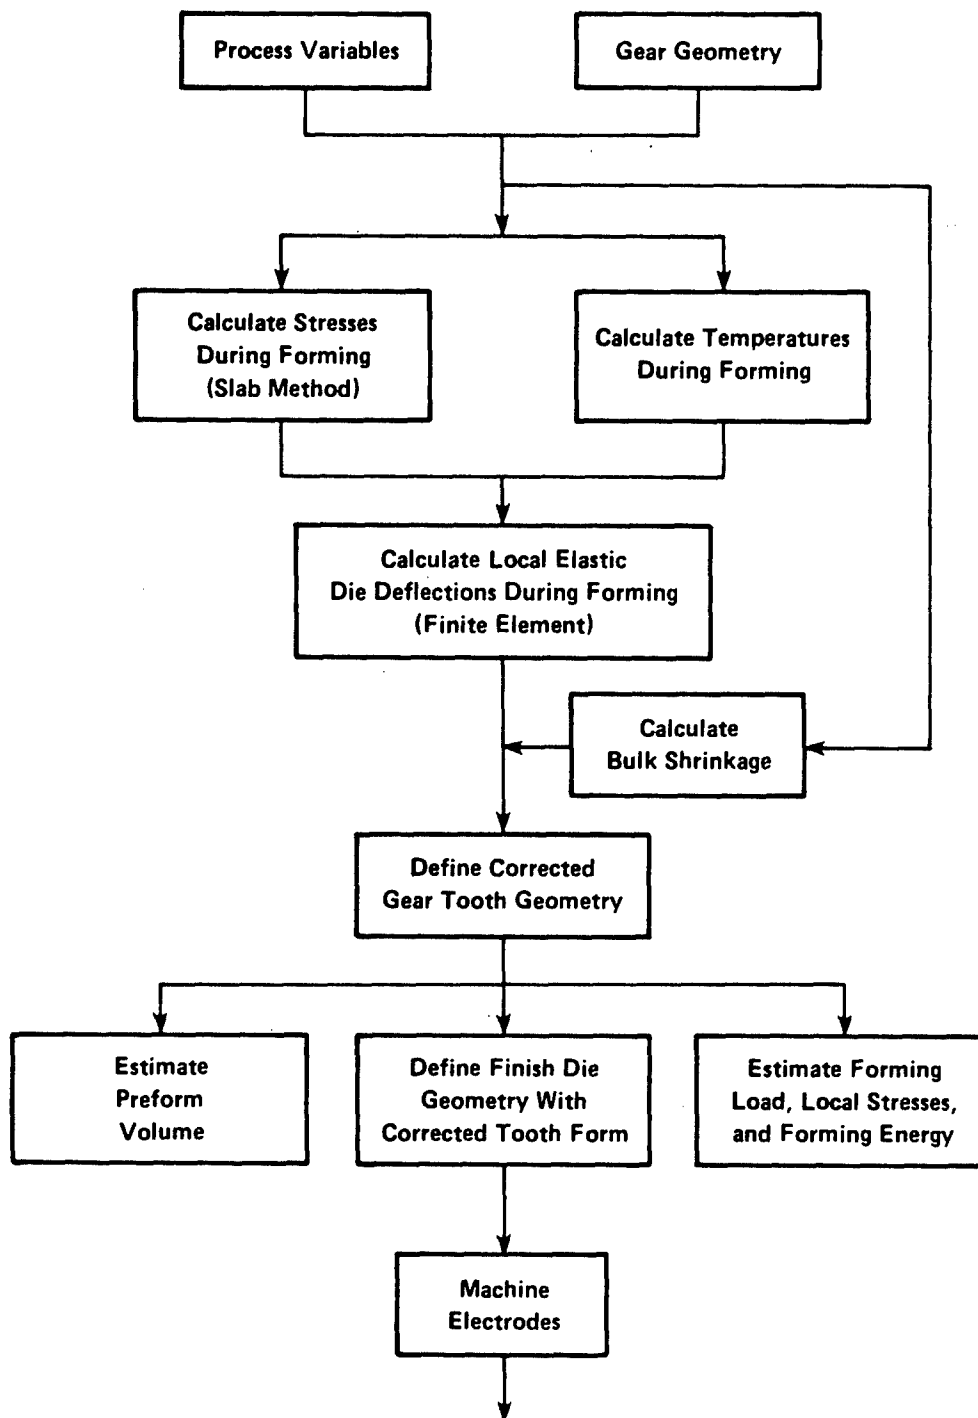 Process Variables
Gear Geometry
Calculate Stresses
During Forming
(Slab Method)
Calculate Temperatures
During Forming
Calculate Local Elastic
Die Deflections During Forming
(Finite Element)
Calculate
Bulk Shrinkage
Define Corrected
Gear Tooth Geometry
Estimate
Preform
Volume
Define Finish Die
Geometry With
Corrected Tooth Form
Estimate Forming
Load, Local Stresses,
and Forming Energy
Machine
Electrodes